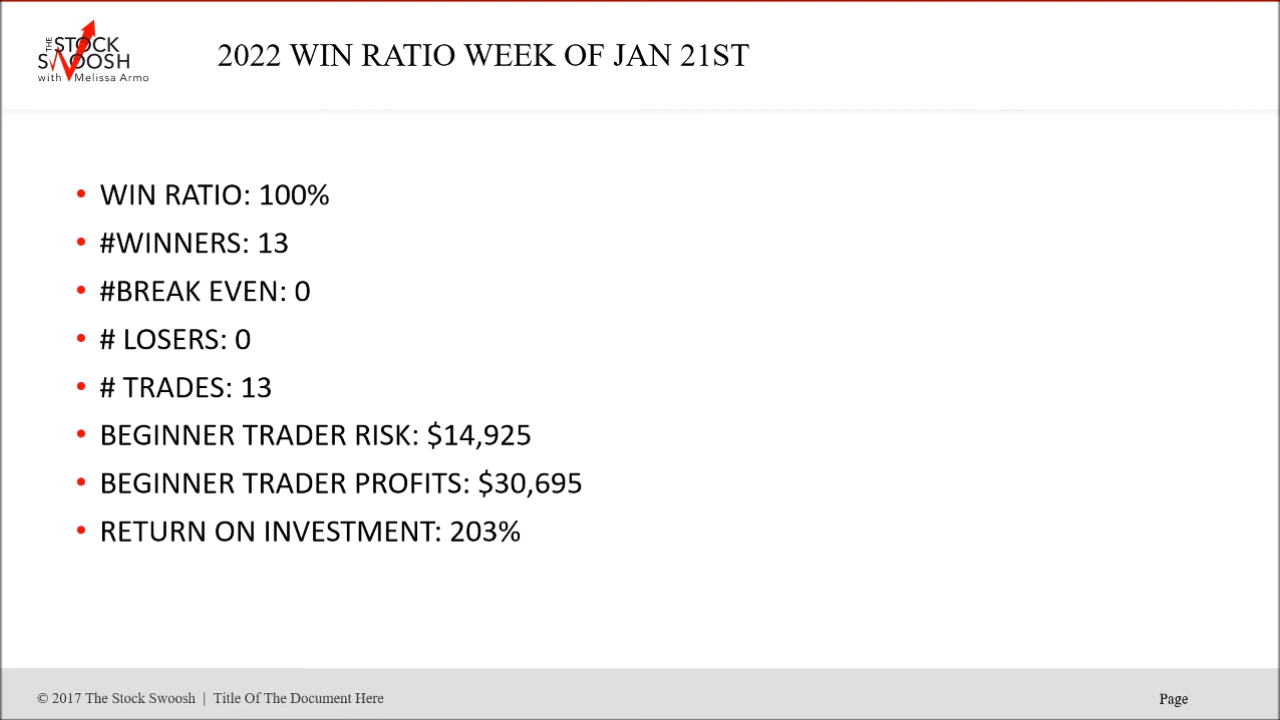 THE
STOCK
SWOOSH
with Melissa Armo
2022 WIN RATIO WEEK OF JAN 21ST
• WIN RATIO: 100%
• #WINNERS: 13
• #BREAK EVEN: 0
• # LOSERS: 0
• # TRADES: 13
• BEGINNER TRADER RISK: $14,925
• BEGINNER TRADER PROFITS: $30,695
• RETURN ON INVESTMENT: 203%
© 2017 The Stock Swoosh | Title Of The Document Here
Page